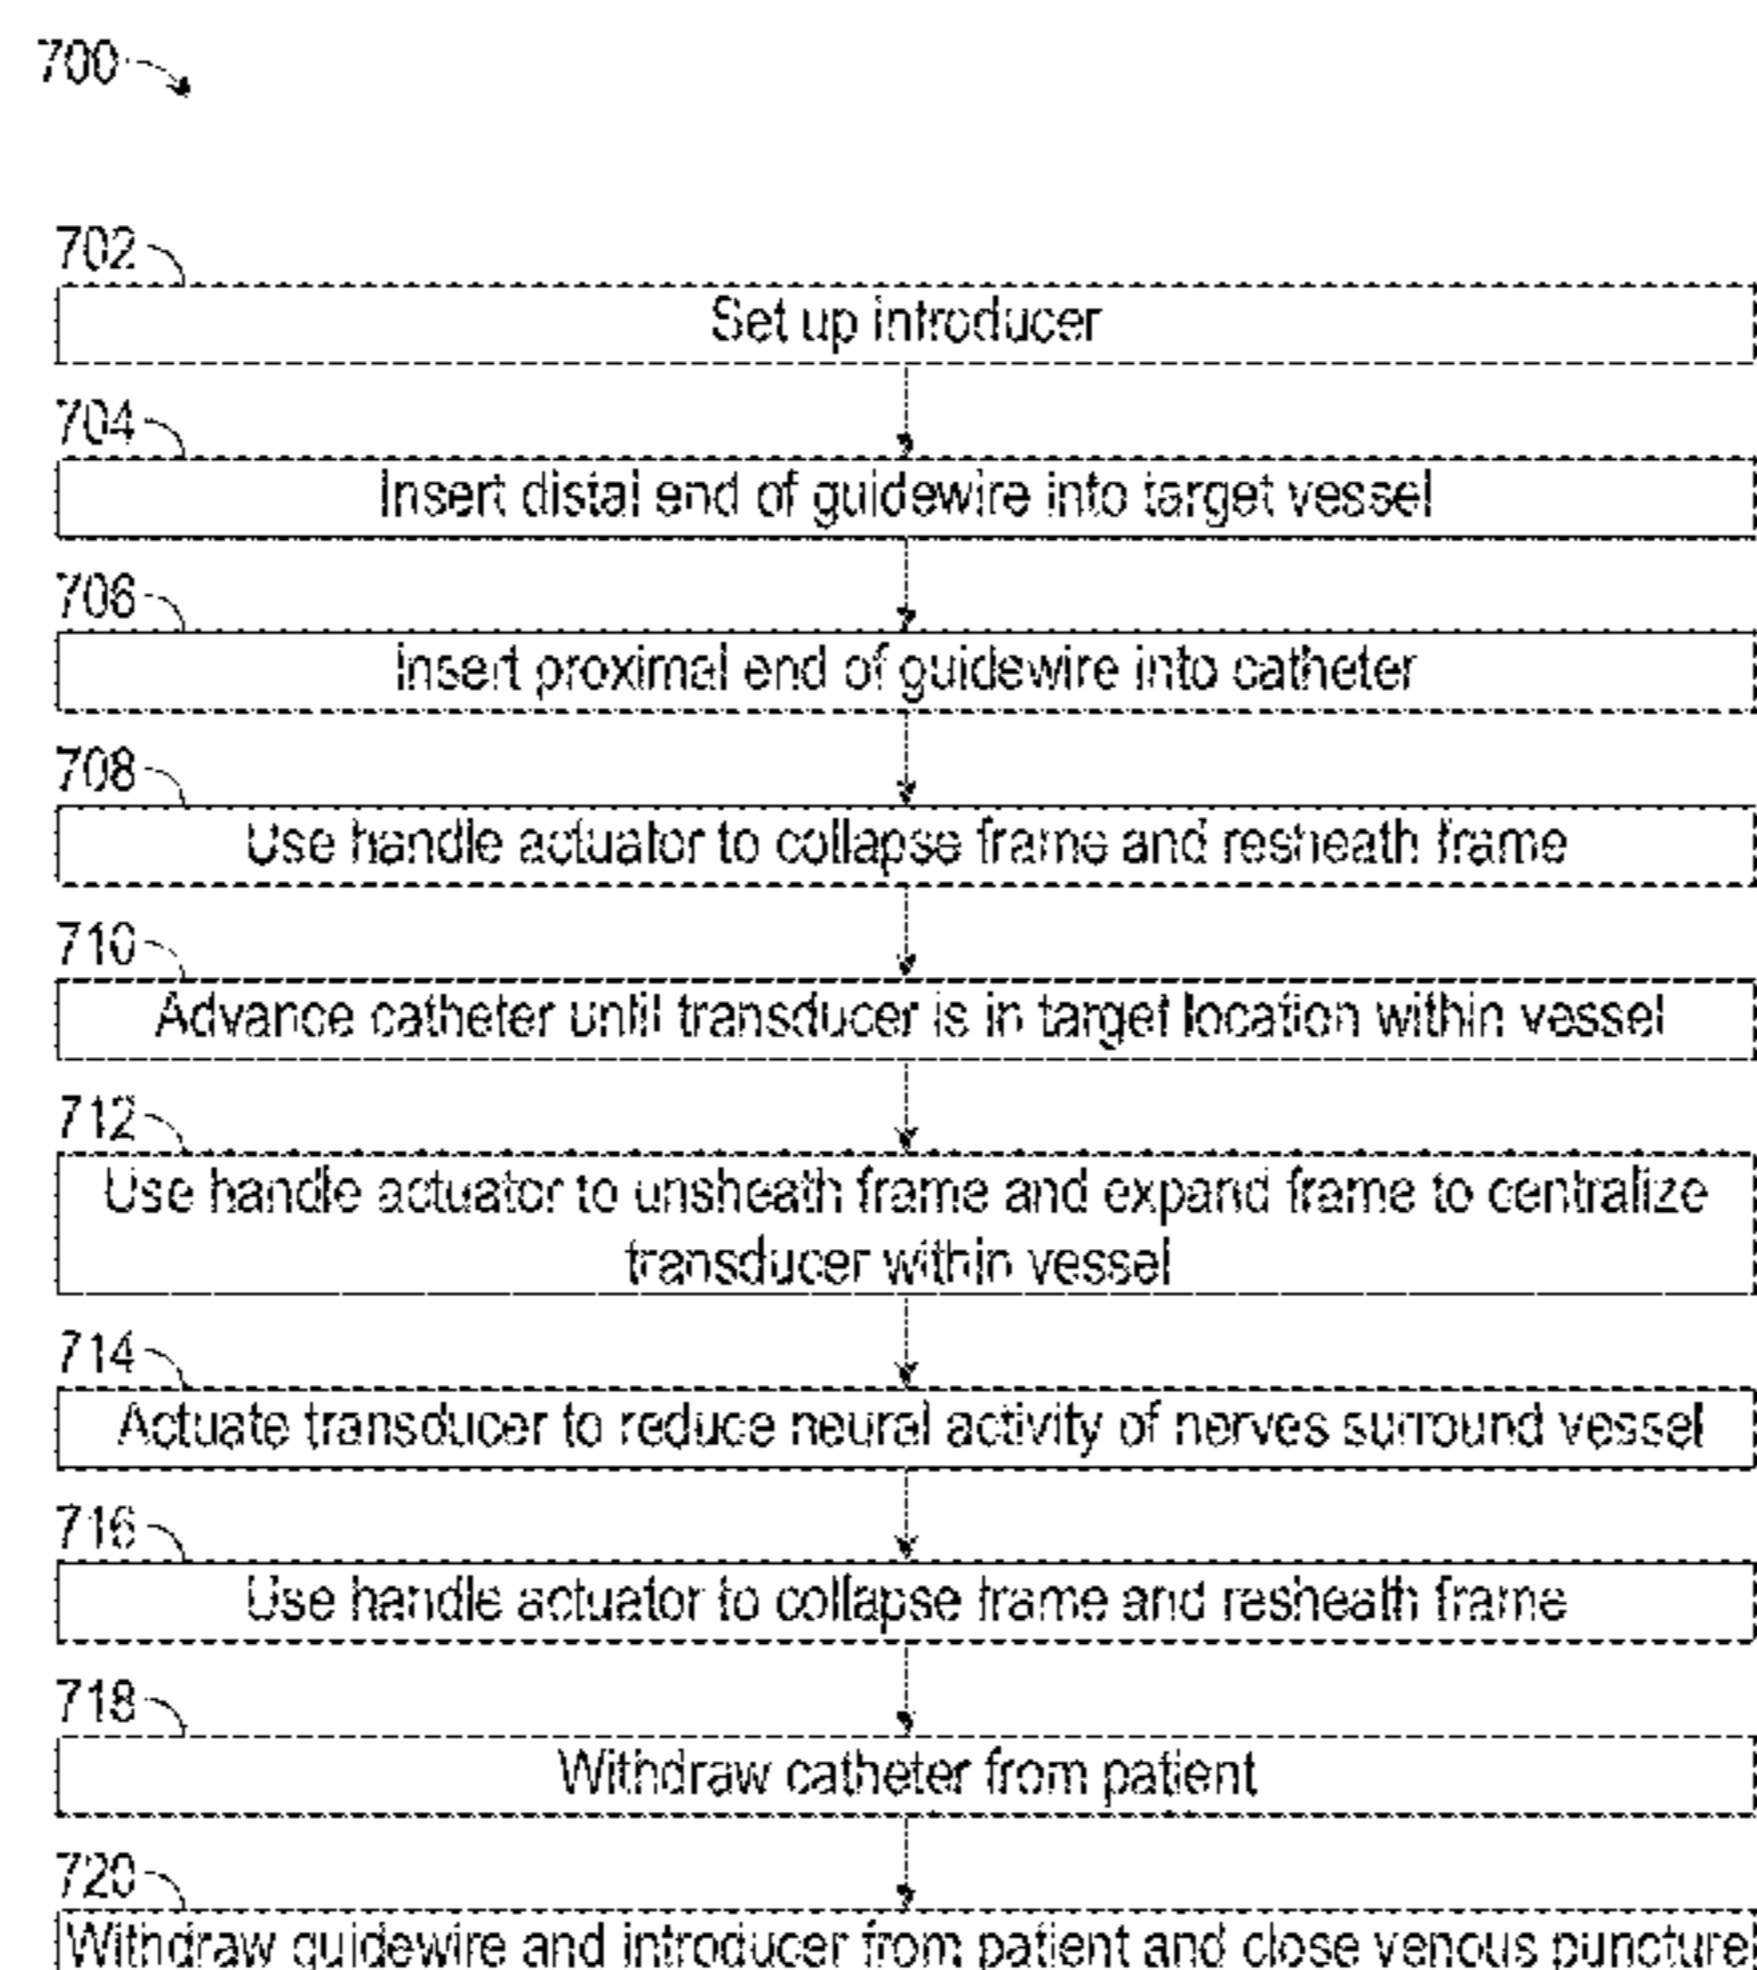 700
702
Set up introducer
704
Insert distal end of guidewire into target vessel
706
Insert proximal end of guidewire into catheter
708
Use handle actuator to collapse frame and resheath frame
710
Advance catheter until transducer is in target location within vessel
712
Use handle actuator to unsheath frame and expand frame to centralize
transducer within vessel
714
Actuate transducer to reduce neural activity of nerves surround vessel
716
Use handle actuator to collapse frame and resheath frame
718
Withdraw catheter from patient
720
Withdraw guidewire and introducer from patient and close venous puncture